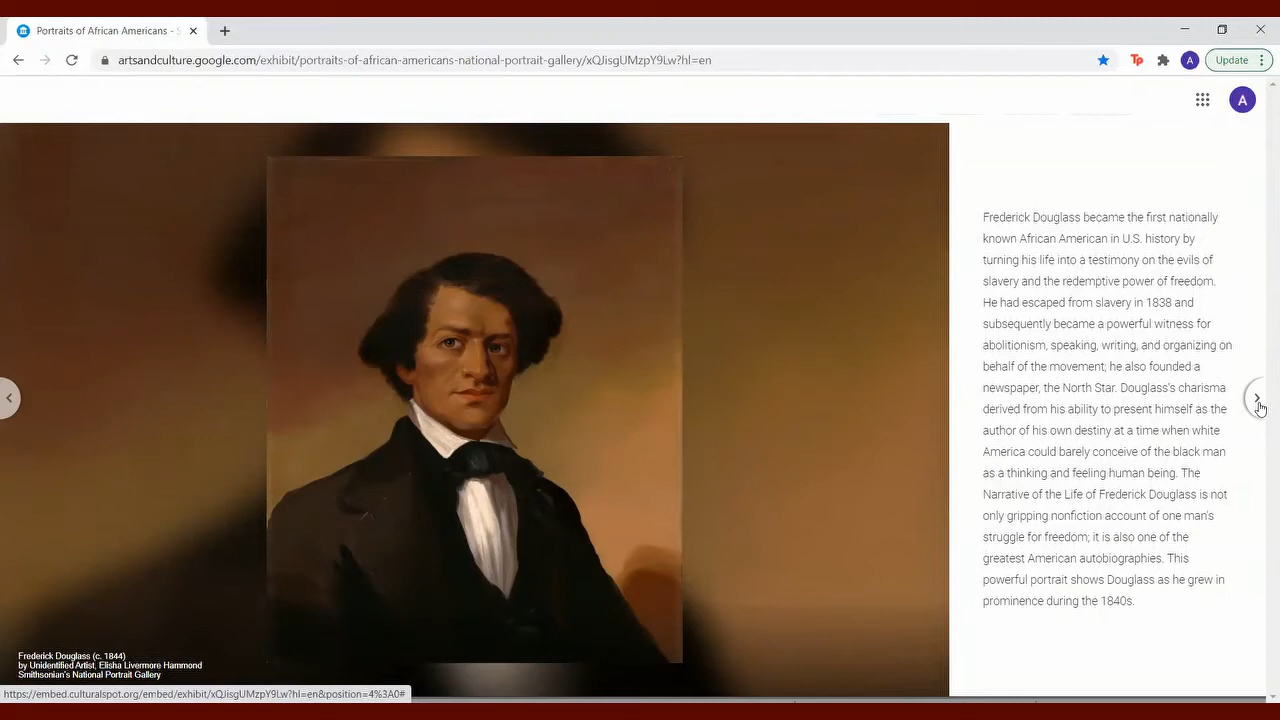 Portraits of African Americans - S
artsandculture.google.com/exhibit/portraits-of-african-americans-national-portrait-gallery/xQJisgUMzpY9Lw?hl=en
Tp
A
Update
A
Frederick Douglass became the first nationally
known African American in U.S. history by
turning his life into a testimony on the evils of
slavery and the redemptive power of freedom.
He had escaped from slavery in 1838 and
subsequently became a powerful witness for
abolitionism, speaking, writing, and organizing on
behalf of the movement; he also founded a
newspaper, the North Star. Douglass's charisma
derived from his ability to present himself as the
author of his own destiny at a time when white
America could barely conceive of the black man
as a thinking and feeling human being. The
Narrative of the Life of Frederick Douglass is not
only gripping nonfiction account of one man's
struggle for freedom; it is also one of the
greatest American autobiographies. This
powerful portrait shows Douglass as he grew in
prominence during the 1840s.
Frederick Douglass (c. 1844)
by Unidentified Artist, Elisha Livermore Hammond
Smithsonian's National Portrait Gallery
https://embed.culturalspot.org/embed/exhibit/xQJisgUMzpY9Lw?hl=en&position=4%3A0#